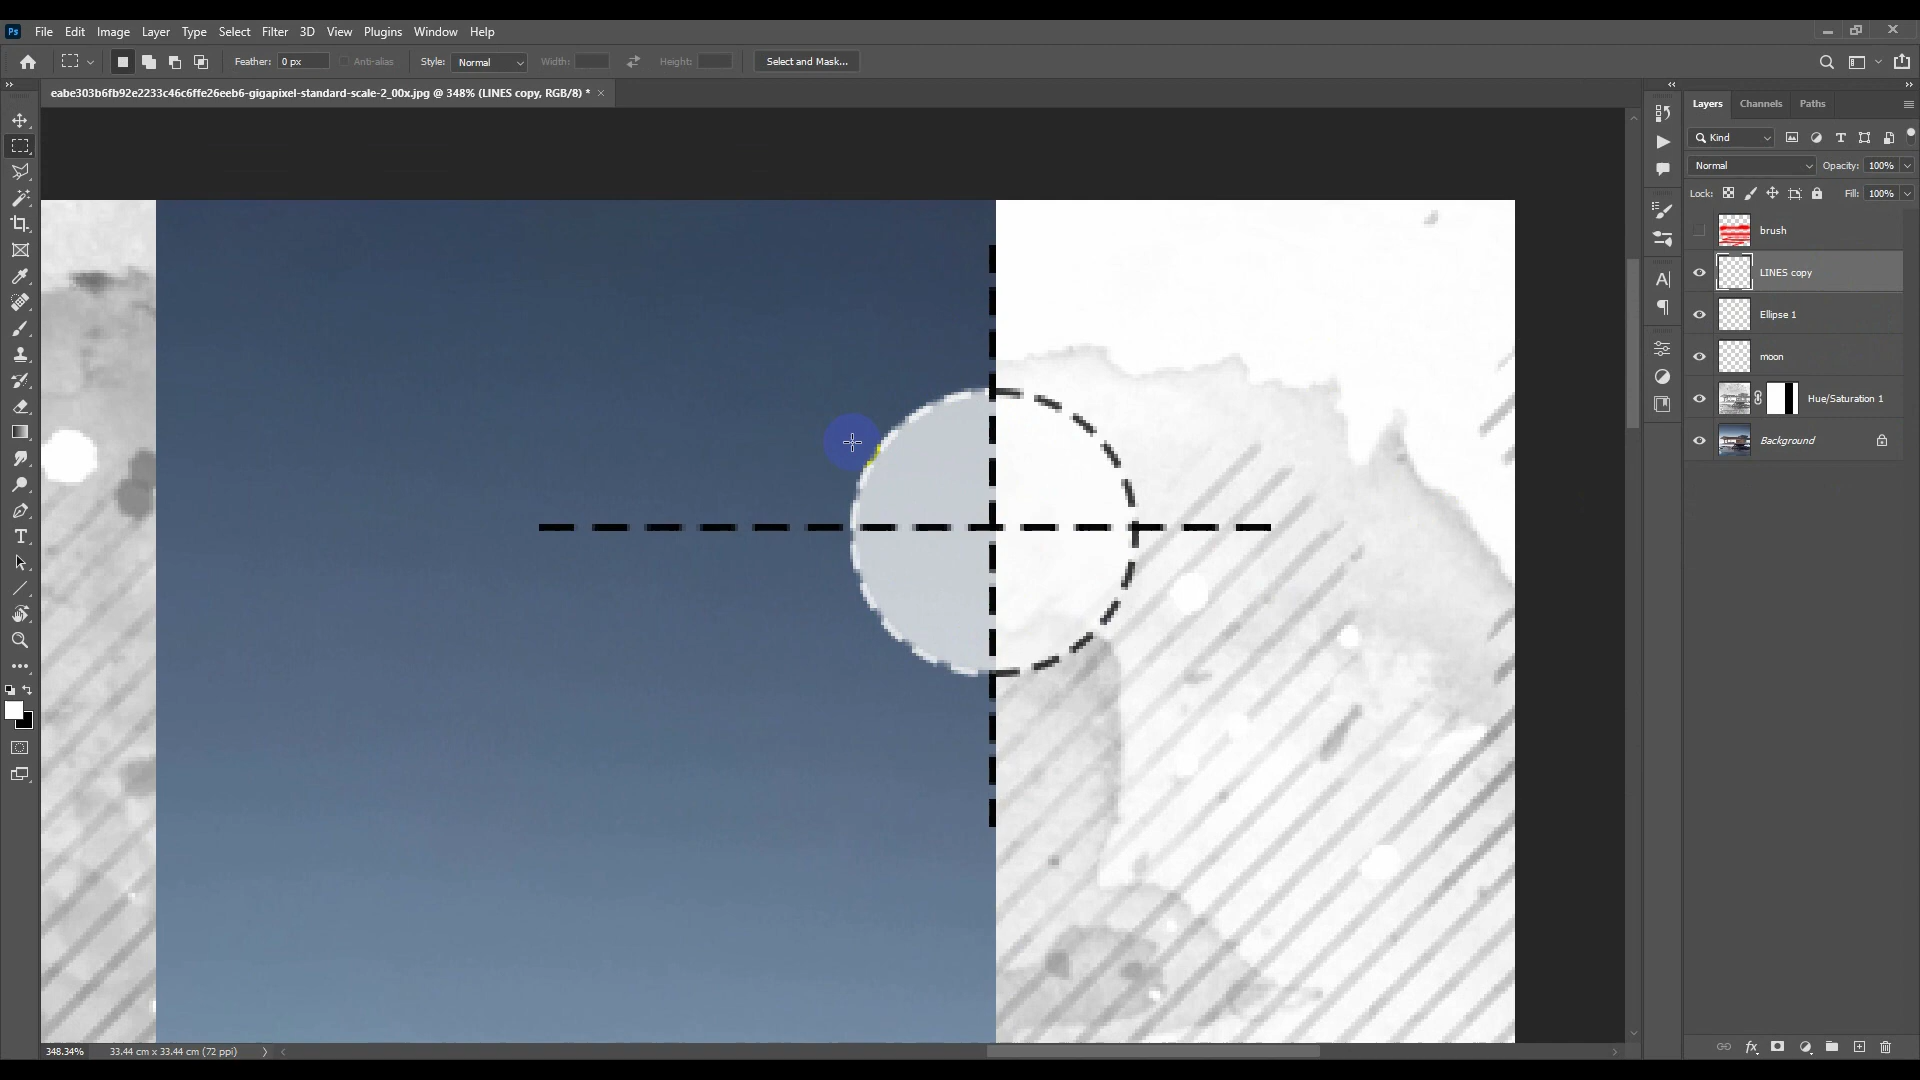 Ps File Edit Image Layer Type Select Filter 3D View Plugins Window Help
Feather: 0 px Anti-alias Style: Normal Width: Height: Select and Mask...
eabe303b6fb92e2233c46c6ffe26eeb6-gigapixel-standard-scale-2_00x.jpg @ 348% (LINES copy, RGB/8) *
Layers Channels Paths
Kind
Normal Opacity: 100%
Lock: Fill: 100%
brush
LINES copy
Ellipse 1
moon
Hue/Saturation 1
Background
348.34% 33.44 cm x 33.44 cm (72 ppi)